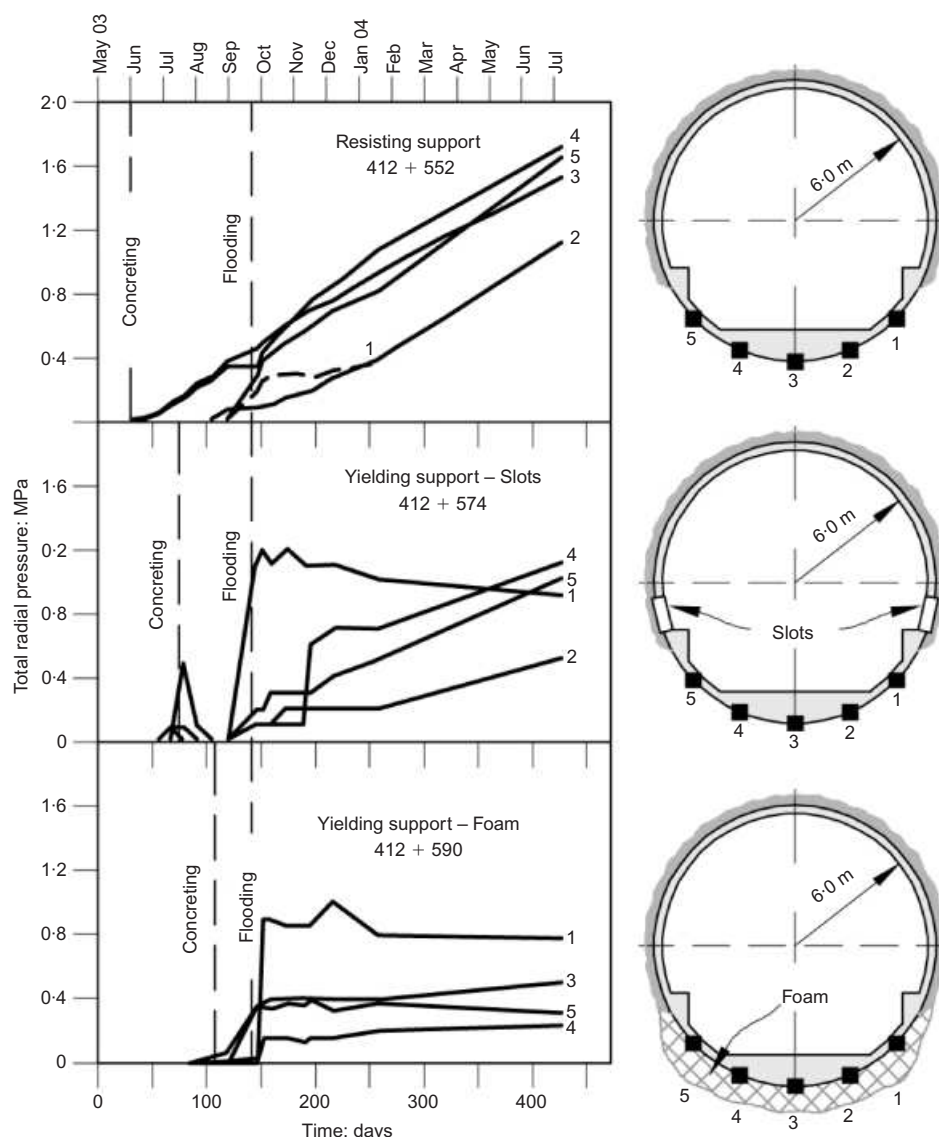 May 03
Jun
Jul
Aug
Sep
Oct
Nov
Dec
Jan 04
Feb
Mar
Apr
May
Jun
Jul
Total radial pressure: MPa
2·0
1·6
1·2
0·8
0·4
Concreting
Flooding
Resisting support
412 + 552
4
5
3
2
1
6·0 m
5
4
3
2
1
1·6
0·2
0·8
0·4
0
Concreting
Flooding
Yielding support – Slots
412 + 574
4
5
1
2
6·0 m
Slots
5
4
3
2
1
1·6
1·2
0·8
0·4
0
Concreting
Flooding
Yielding support – Foam
412 + 590
1
3
5
4
6·0 m
Foam
5
4
3
2
1
0
100
200
300
400
Time: days